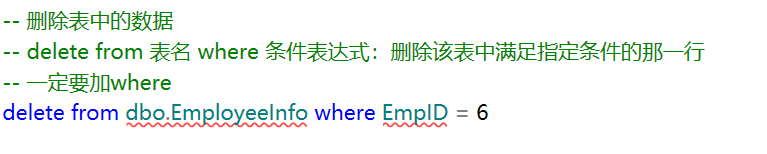 -- 删除表中的数据
-- delete from 表名 where 条件表达式：删除该表中满足指定条件的那一行
-- 一定要加where
delete from dbo.EmployeeInfo where EmpID = 6